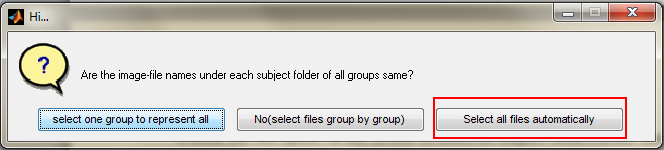 Hi...
?
Are the image-file names under each subject folder of all groups same?
select one group to represent all
No(select files group by group)
Select all files automatically